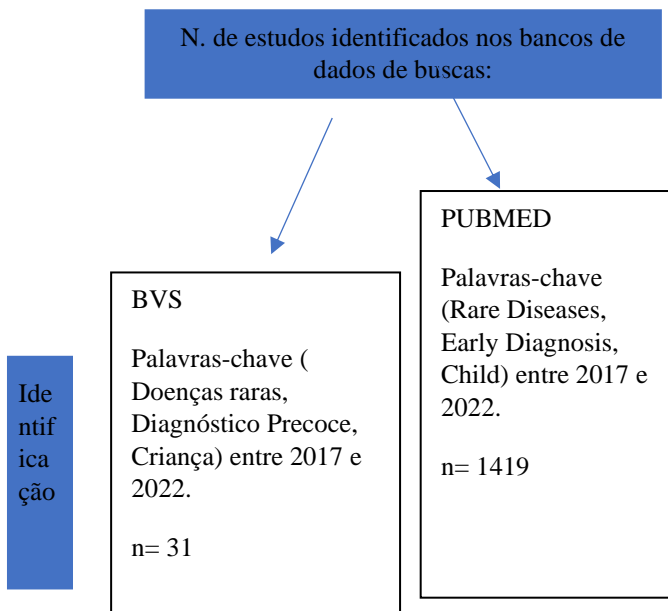 N. de estudos identificados nos bancos de
dados de buscas:
PUBMED
Palavras-chave
(Rare Diseases,
Early Diagnosis,
Child) entre 2017 e
2022.
n= 1419
BVS
Palavras-chave (
Doenças raras,
Diagnóstico Precoce,
Criança) entre 2017 e
2022.
n= 31
Ide
ntif
ica
ção